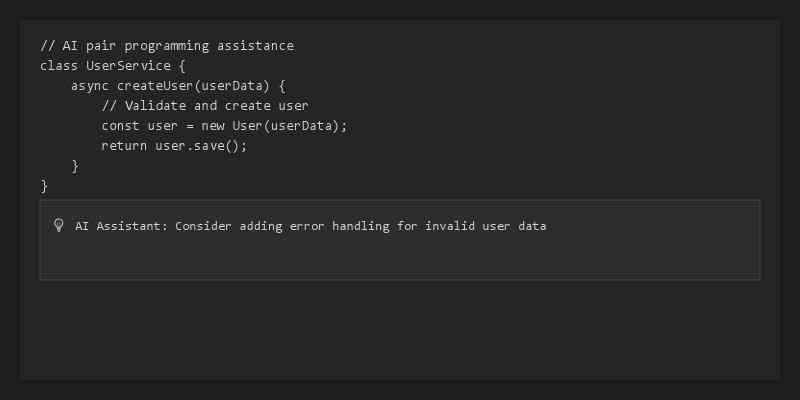 // AI pair programming assistance
class UserService {
    async createUser(userData) {
        // Validate and create user
        const user = new User(userData);
        return user.save();
    }
}
AI Assistant: Consider adding error handling for invalid user data